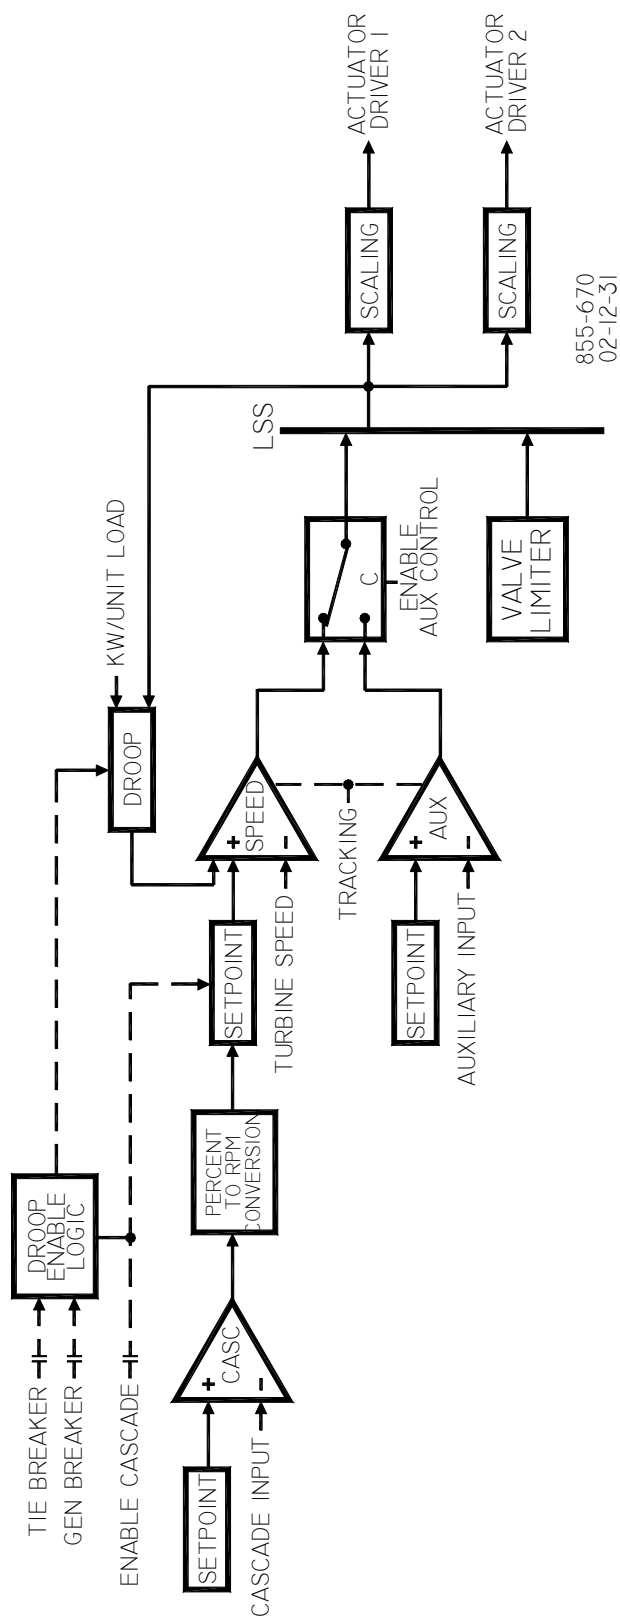 TIE BREAKER
GEN BREAKER
ENABLE CASCADE
DROOP
ENABLE
LOGIC
SETPOINT
CASCADE INPUT
+
-
CASC
PERCENT
TO RPM
CONVERSION
SETPOINT
TURBINE SPEED
DROOP
KW/UNIT LOAD
+
-
SPEED
TRACKING
SETPOINT
AUXILIARY INPUT
+
-
AUX
C
ENABLE
AUX CONTROL
VALVE
LIMITER
LSS
SCALING
SCALING
ACTUATOR
DRIVER 1
ACTUATOR
DRIVER 2
855-670
02-12-31